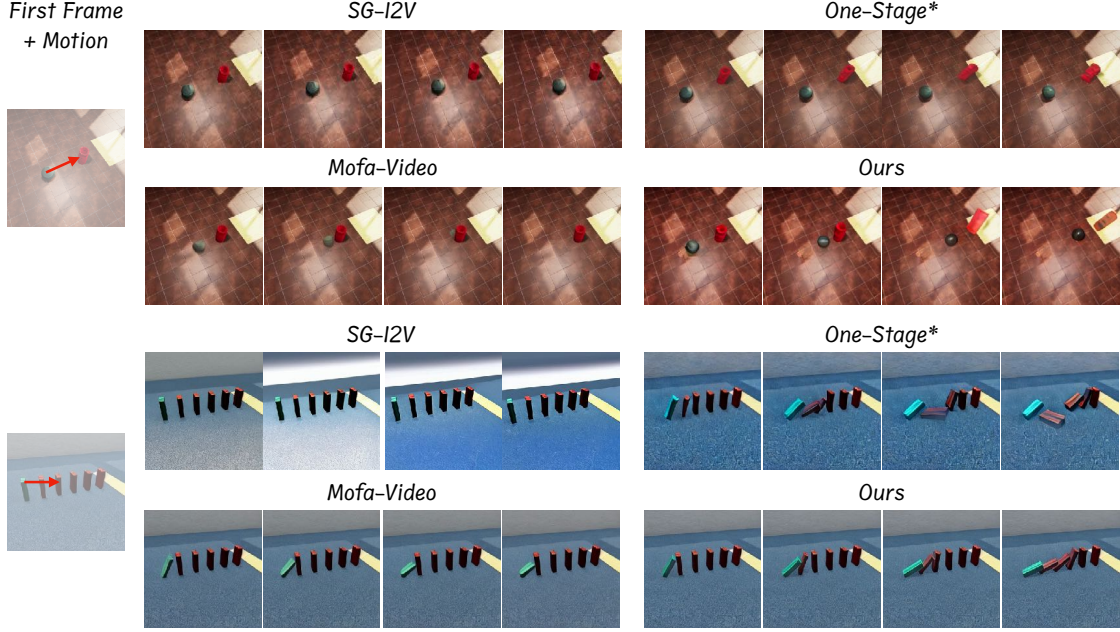 First Frame
+ Motion
SG–I2V
One–Stage*
Mofa–Video
Ours
SG–I2V
One–Stage*
Mofa–Video
Ours